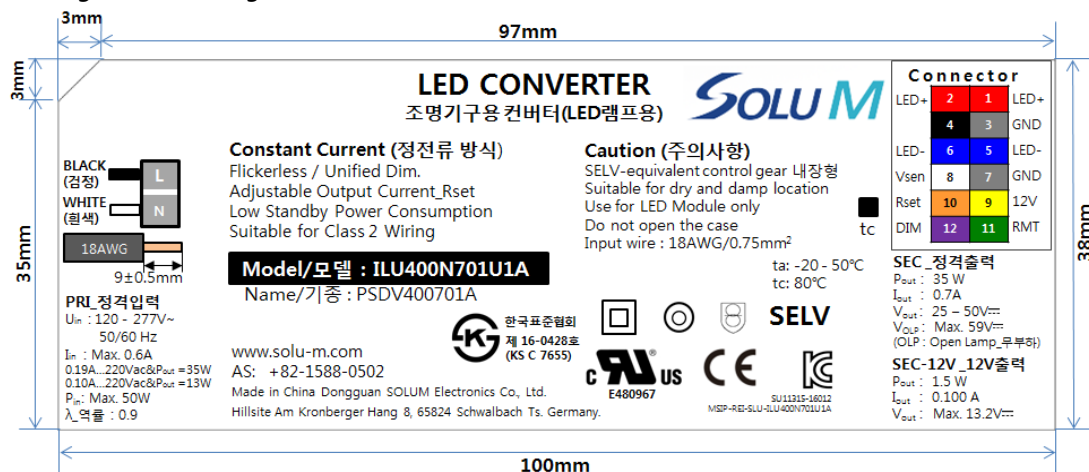 3mm
97mm
3mm
35mm
38mm
100mm
LED CONVERTER
조명기구용 컨버터(LED램프용)
SOLU M
Connector
LED+ 2 1 LED+
4 3 GND
LED- 6 5 LED-
Vsen 8 7 GND
Rset 10 9 12V
DIM 12 11 RMT
BLACK
(검정)
L
WHITE
(흰색)
N
18AWG
9±0.5mm
PRI_정격입력
Uin : 120 - 277V~
50/60 Hz
Iin : Max. 0.6A
0.19A...220Vac&Pout =35W
0.10A...220Vac&Pout =13W
Pin: Max. 50W
λ_역률 : 0.9
Constant Current (정전류 방식)
Flickerless / Unified Dim.
Adjustable Output Current_Rset
Low Standby Power Consumption
Suitable for Class 2 Wiring
Model/모델 : ILU400N701U1A
Name/기종 : PSDV400701A
www.solu-m.com
AS: +82-1588-0502
Made in China Dongguan SOLUM Electronics Co., Ltd.
Hillsite Am Kronberger Hang 8, 65824 Schwalbach Ts. Germany.
K
한국표준협회
제 16-0428호
(KS C 7655)
Caution (주의사항)
SELV-equivalent control gear 내장형
Suitable for dry and damp location
Use for LED Module only
Do not open the case
Input wire : 18AWG/0.75mm²
tc
ta: -20 - 50℃
tc: 80℃
SELV
c RU US
E480967
CE
KC
SU11315-16012
MSIP-REI-SLU-ILU400N701U1A
SEC_정격출력
Pout : 35 W
Iout : 0.7A
Vout : 25 – 50V⎓
VOLP : Max. 59V⎓
(OLP : Open Lamp_무부하)
SEC-12V_12V출력
Pout : 1.5 W
Iout : 0.100 A
Vout : Max. 13.2V⎓